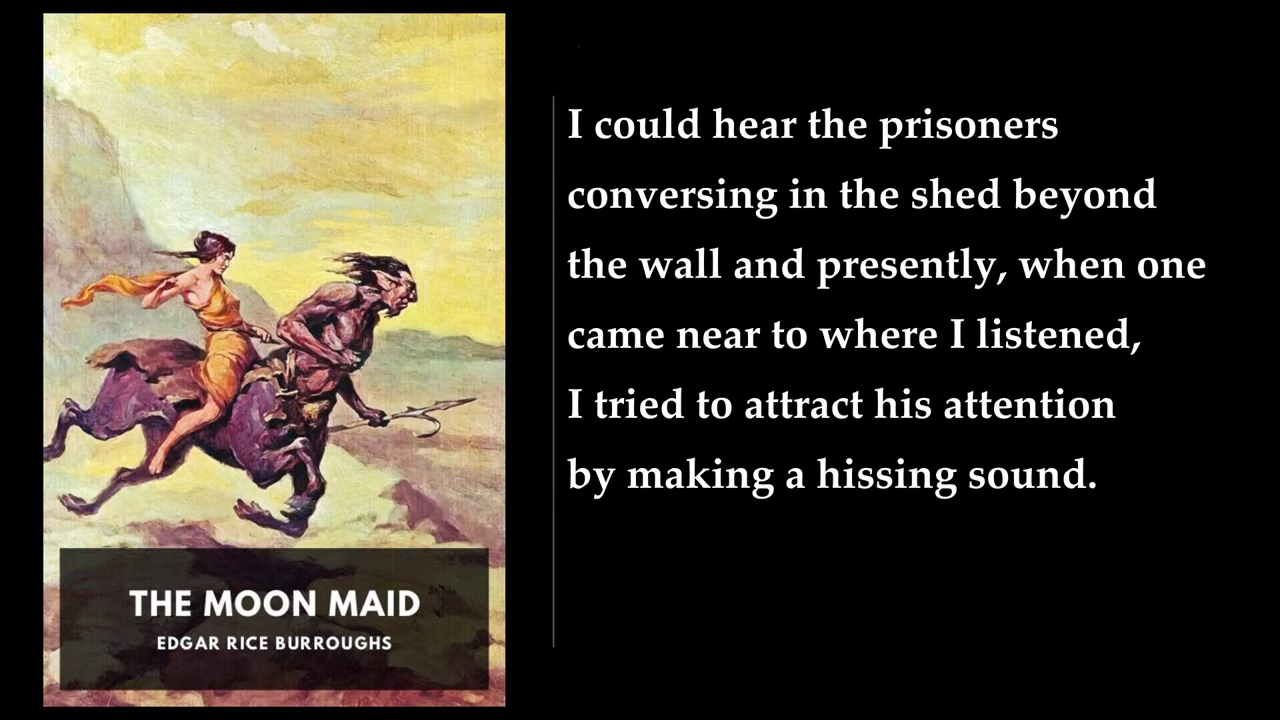 THE MOON MAID
EDGAR RICE BURROUGHS
I could hear the prisoners
conversing in the shed beyond
the wall and presently, when one
came near to where I listened,
I tried to attract his attention
by making a hissing sound.